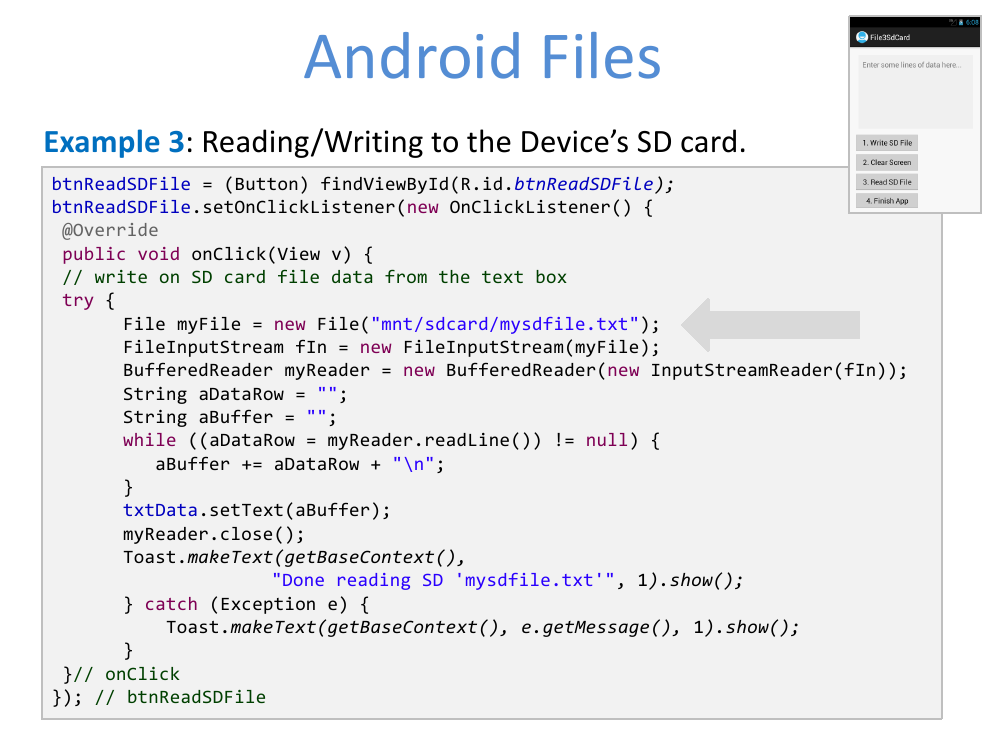 Android Files
6:08
File3SdCard
Enter some lines of data here...
1. Write SD File
2. Clear Screen
3. Read SD File
4. Finish App
Example 3: Reading/Writing to the Device’s SD card.
btnReadSDFile = (Button) findViewById(R.id.btnReadSDFile);
btnReadSDFile.setOnClickListener(new OnClickListener() {
@Override
public void onClick(View v) {
// write on SD card file data from the text box
try {
File myFile = new File("mnt/sdcard/mysdfile.txt");
FileInputStream fIn = new FileInputStream(myFile);
BufferedReader myReader = new BufferedReader(new InputStreamReader(fIn));
String aDataRow = "";
String aBuffer = "";
while ((aDataRow = myReader.readLine()) != null) {
aBuffer += aDataRow + "\n";
}
txtData.setText(aBuffer);
myReader.close();
Toast.makeText(getBaseContext(),
"Done reading SD 'mysdfile.txt'", 1).show();
} catch (Exception e) {
Toast.makeText(getBaseContext(), e.getMessage(), 1).show();
}
}// onClick
}); // btnReadSDFile